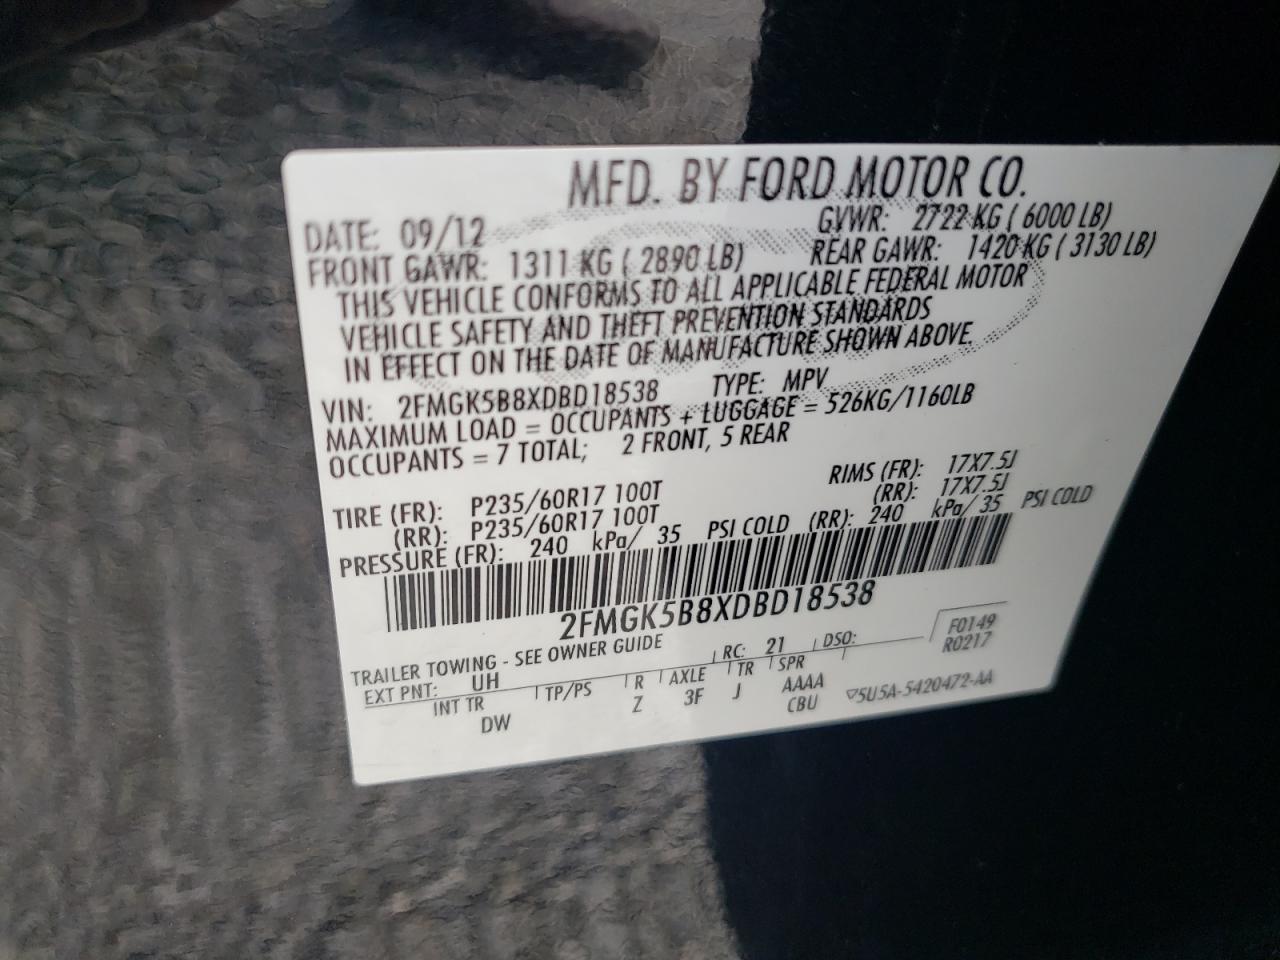 MFD. BY FORD MOTOR CO.
DATE: 09/12 GVWR: 2722 KG ( 6000 LB)
FRONT GAWR: 1311 KG ( 2890 LB) REAR GAWR: 1420 KG ( 3130 LB)
THIS VEHICLE CONFORMS TO ALL APPLICABLE FEDERAL MOTOR
VEHICLE SAFETY AND THEFT PREVENTION STANDARDS
IN EFFECT ON THE DATE OF MANUFACTURE SHOWN ABOVE.
VIN: 2FMGK5B8XDBD18538 TYPE: MPV
MAXIMUM LOAD = OCCUPANTS + LUGGAGE = 526KG/1160LB
OCCUPANTS = 7 TOTAL; 2 FRONT, 5 REAR
TIRE (FR): P235/60R17 100T RIMS (FR): 17X7.5J
(RR): P235/60R17 100T (RR): 17X7.5J
PRESSURE (FR): 240 kPa/ 35 PSI COLD (RR): 240 kPa/ 35 PSI COLD
2FMGK5B8XDBD18538
TRAILER TOWING - SEE OWNER GUIDE
F0149
R0217
EXT PNT: UH RC: 21 DSO:
INT TR TP/PS R AXLE TR SPR
DW Z 3F J AAAA
CBU
▽5U5A-5420472-AA